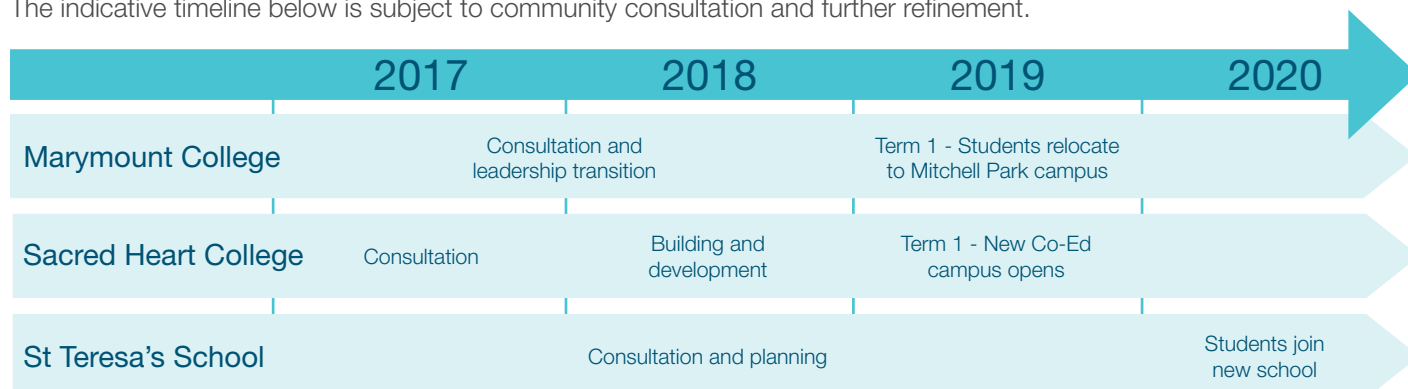 The indicative timeline below is subject to community consultation and further refinement.
2017 2018 2019 2020
Marymount College
Consultation and
leadership transition
Term 1 - Students relocate
to Mitchell Park campus
Sacred Heart College
Consultation
Building and
development
Term 1 - New Co-Ed
campus opens
St Teresa's School
Consultation and planning
Students join
new school